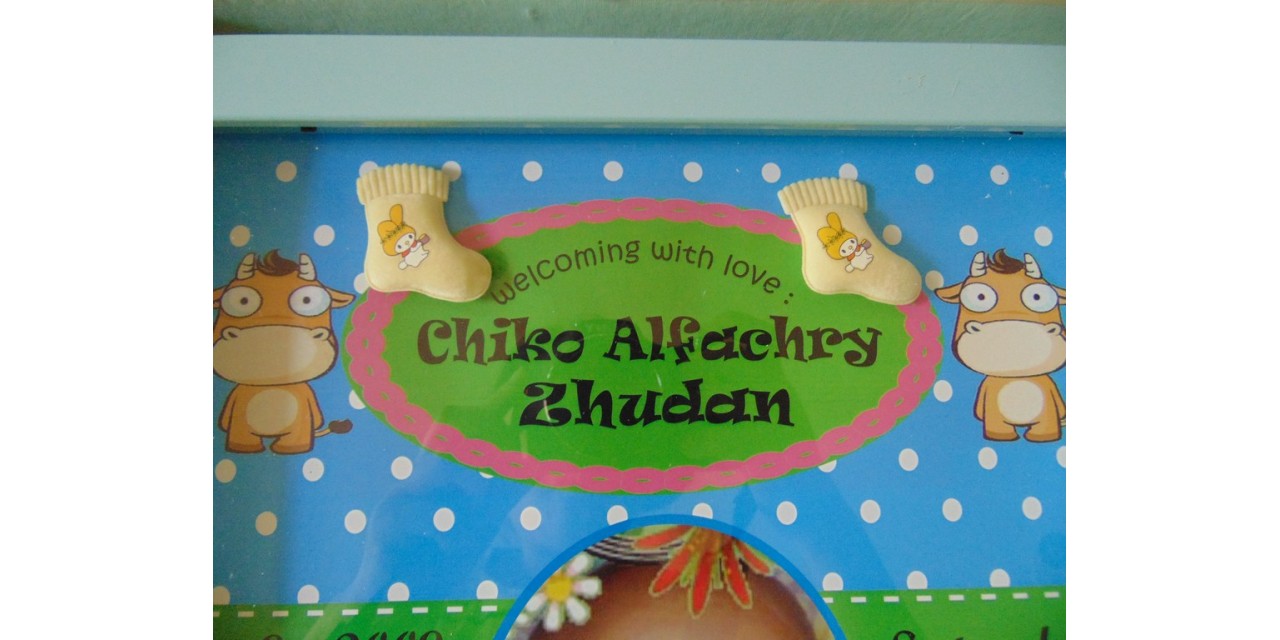 welcoming with love :
Chiko Alfachry
Zhudan